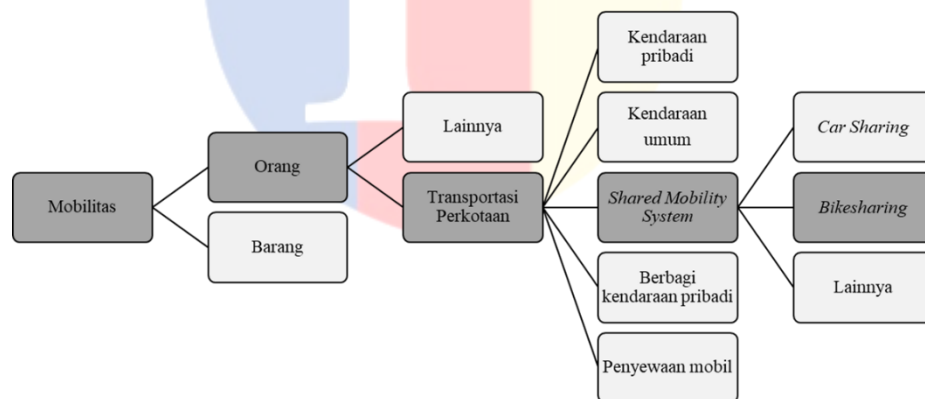 Mobilitas
Orang
Barang
Lainnya
Transportasi
Perkotaan
Kendaraan
pribadi
Kendaraan
umum
Shared Mobility
System
Berbagi
kendaraan pribadi
Penyewaan mobil
Car Sharing
Bikesharing
Lainnya